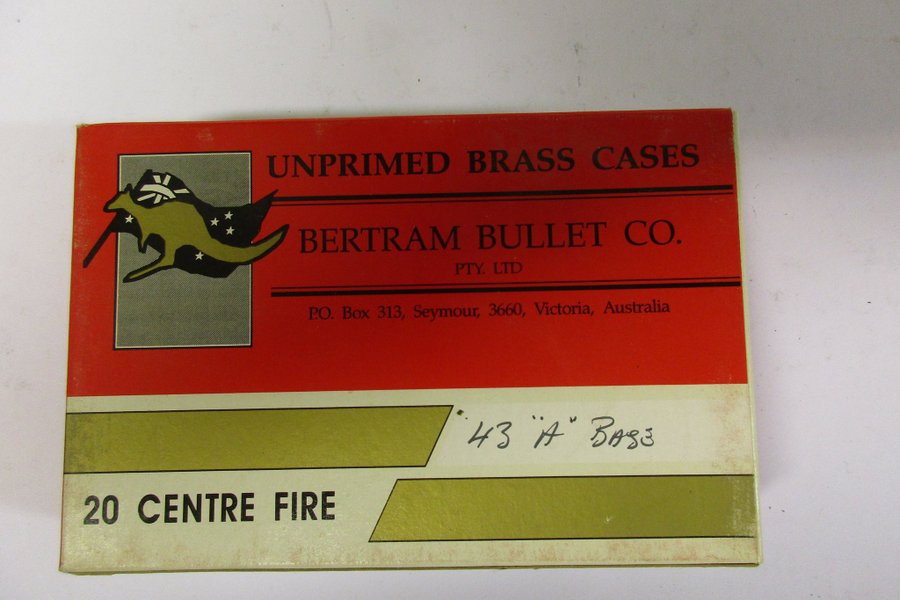 UNPRIMED BRASS CASES
BERTRAM BULLET CO.
PTY. LTD
P.O. Box 313, Seymour, 3660, Victoria, Australia
.43 "A" BASE
20 CENTRE FIRE